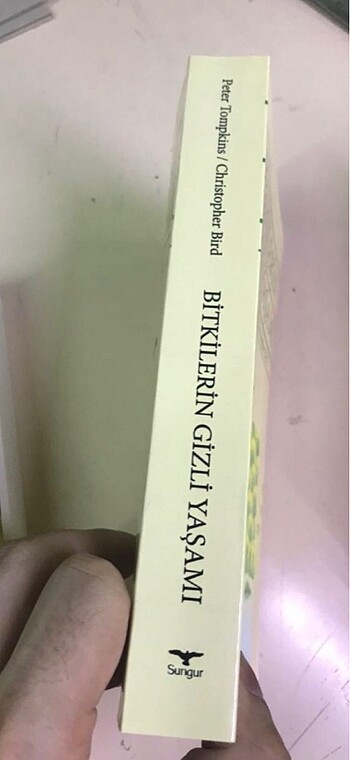 Peter Tompkins / Christopher Bird
BİTKİLERİN GİZLİ YAŞAMI
Sungur